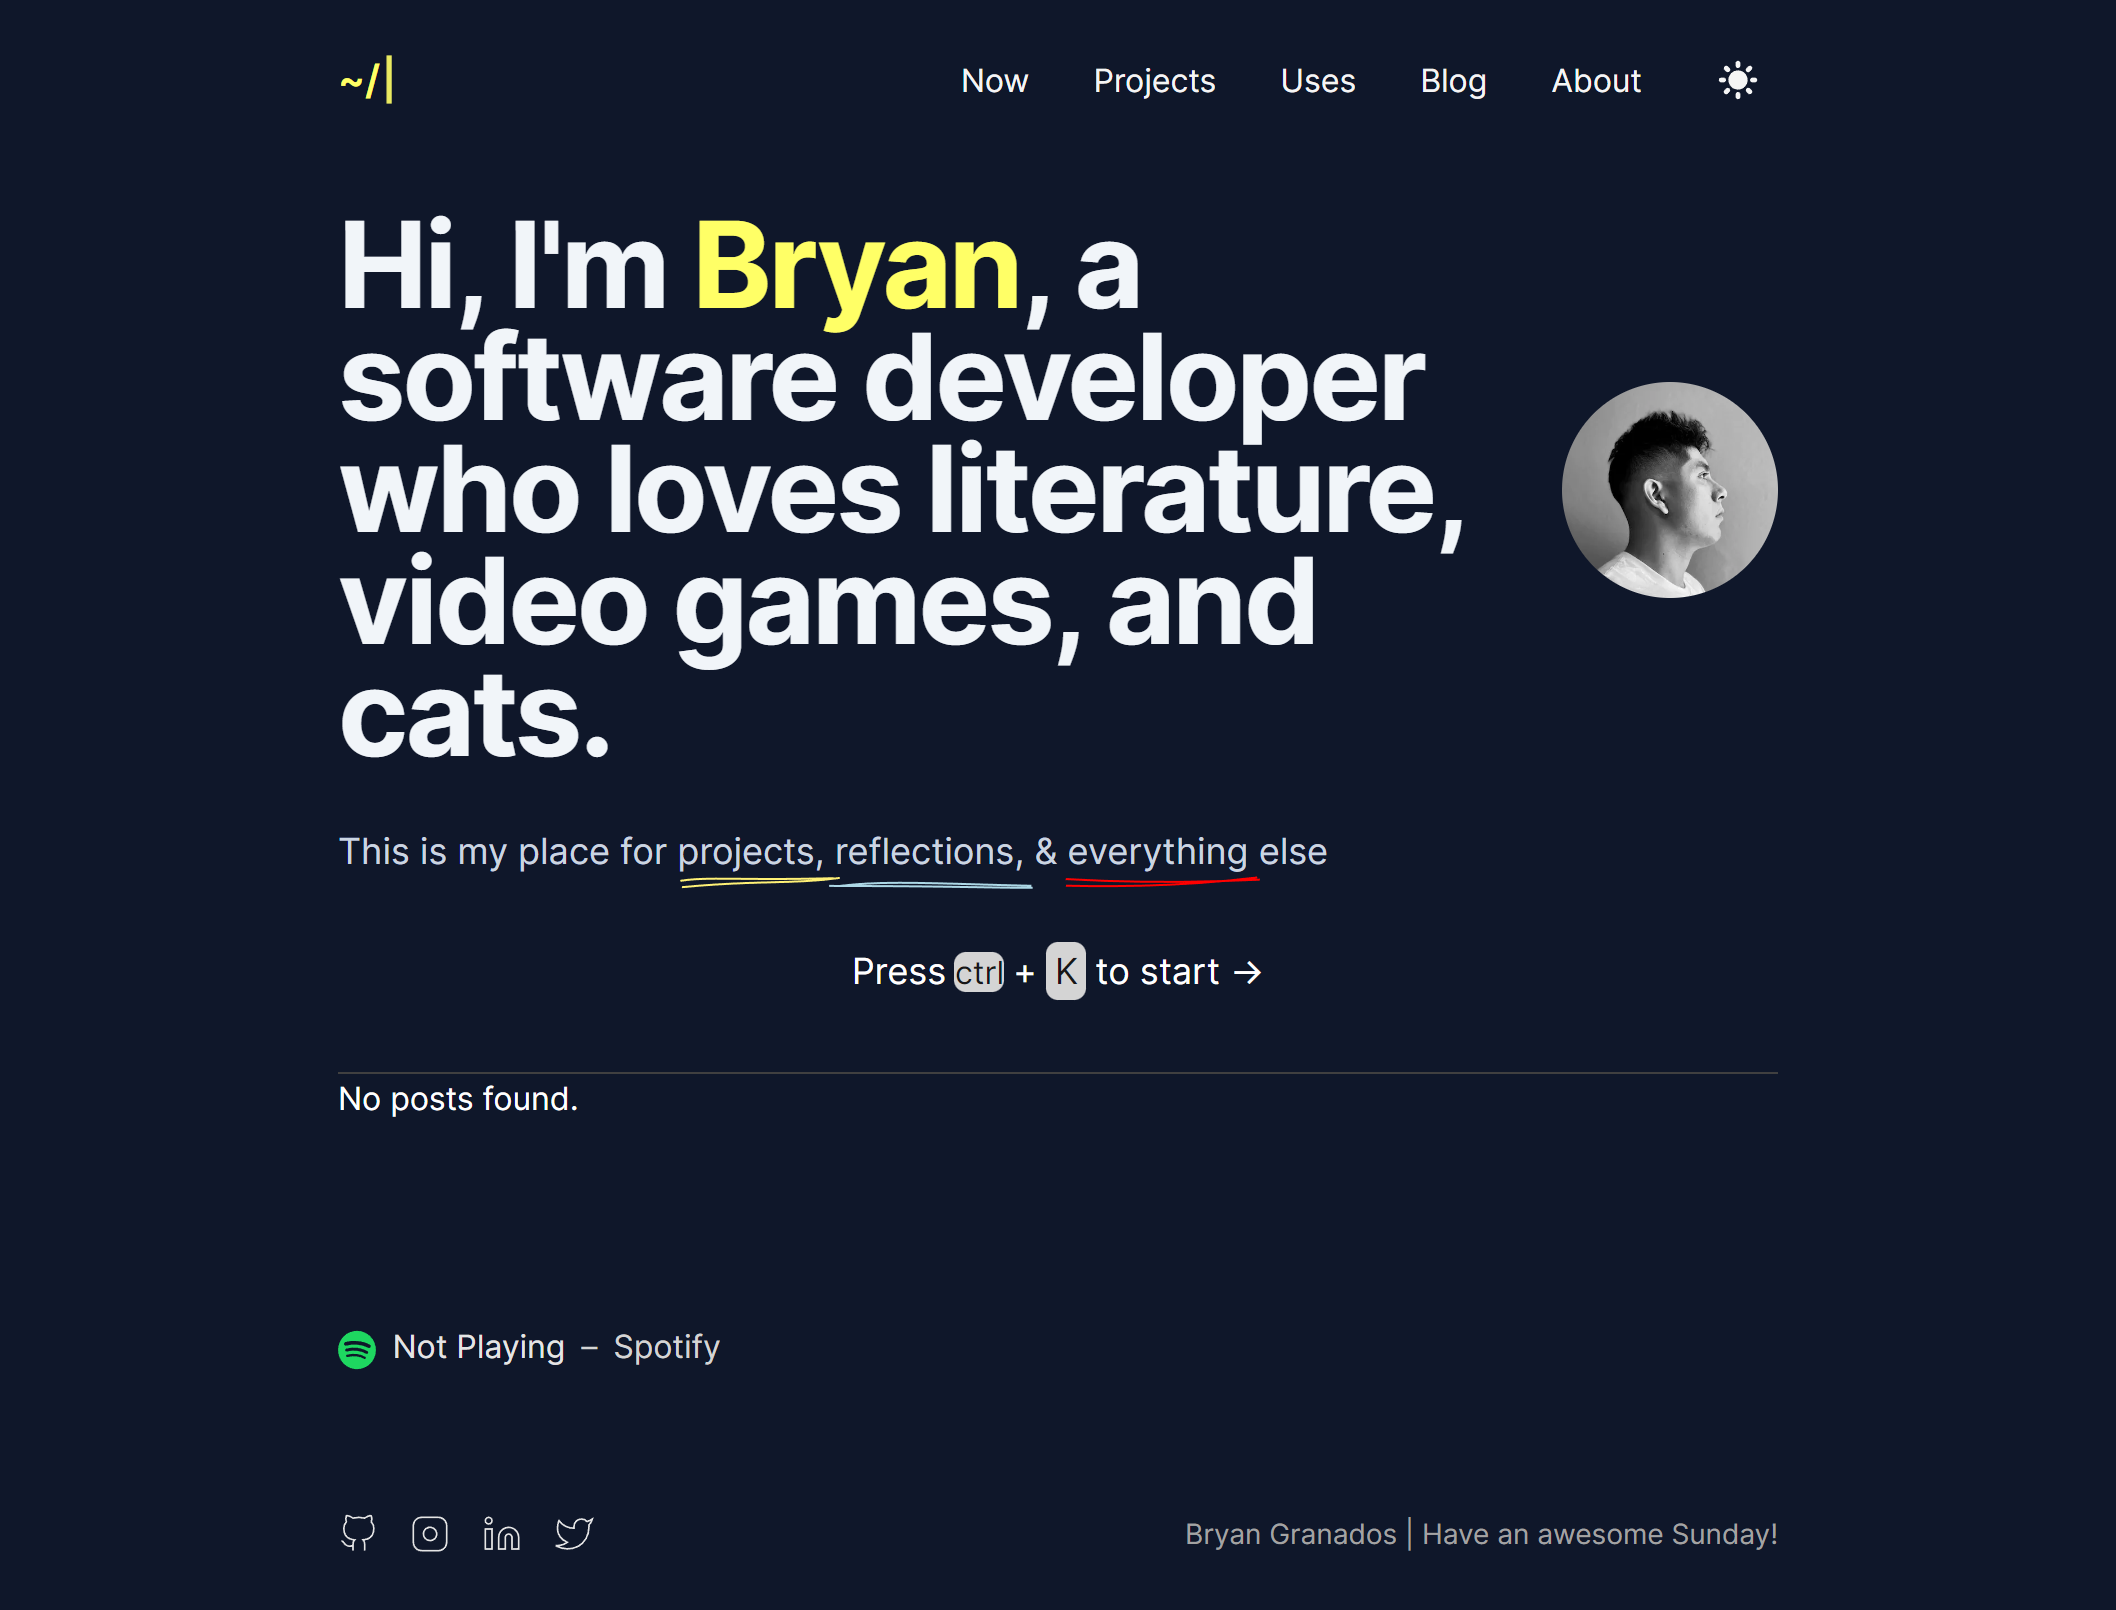 ~/|
Now Projects Uses Blog About
Hi, I'm Bryan, a
software developer
who loves literature,
video games, and
cats.
This is my place for projects, reflections, & everything else
Press ctrl + K to start →
No posts found.
Not Playing – Spotify
Bryan Granados | Have an awesome Sunday!